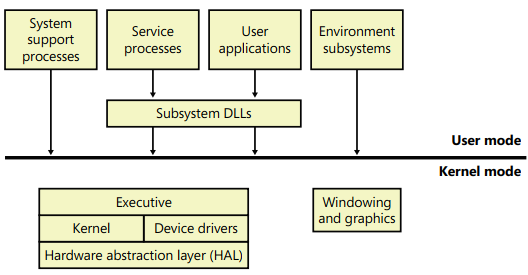 System
support
processes
Service
processes
User
applications
Environment
subsystems
Subsystem DLLs
User mode
Kernel mode
Executive
Kernel
Device drivers
Hardware abstraction layer (HAL)
Windowing
and graphics